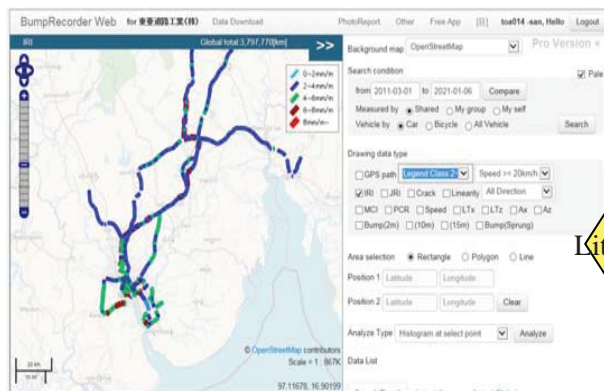 BumpRecorder Web for 東亜道路工業(株) Data Download PhotoReport Other Free App [日] toa014 -san, Hello Logout
IRI Global total:3,797,770[km] >>
0~2mm/m
2~4mm/m
4~6mm/m
6~8mm/m
8mm/m~
Background map OpenStreetMap Pro Version ×
Search condition Pale
from 2011-03-01 to 2021-01-06 Compare
Measured by Shared My group My self
Vehicle by Car Bicycle All Vehicle Search
Drawing data type
GPS path Legend Class 2 Speed >= 20km/h
IRI JRI Crack Linearity All Direction
MCI PCR Speed LTx LTz Ax Az
Bump(2m) (10m) (15m) Bump(Sprung)
Area selection Rectangle Polygon Line
Position 1 Latitude Longitude
Position 2 Latitude Longitude Clear
Analyze Type Histogram at select point Analyze
Data List
20 km
10 mi
© OpenStreetMap contributors
Scale = 1 : 867K
97.11678, 16.90199